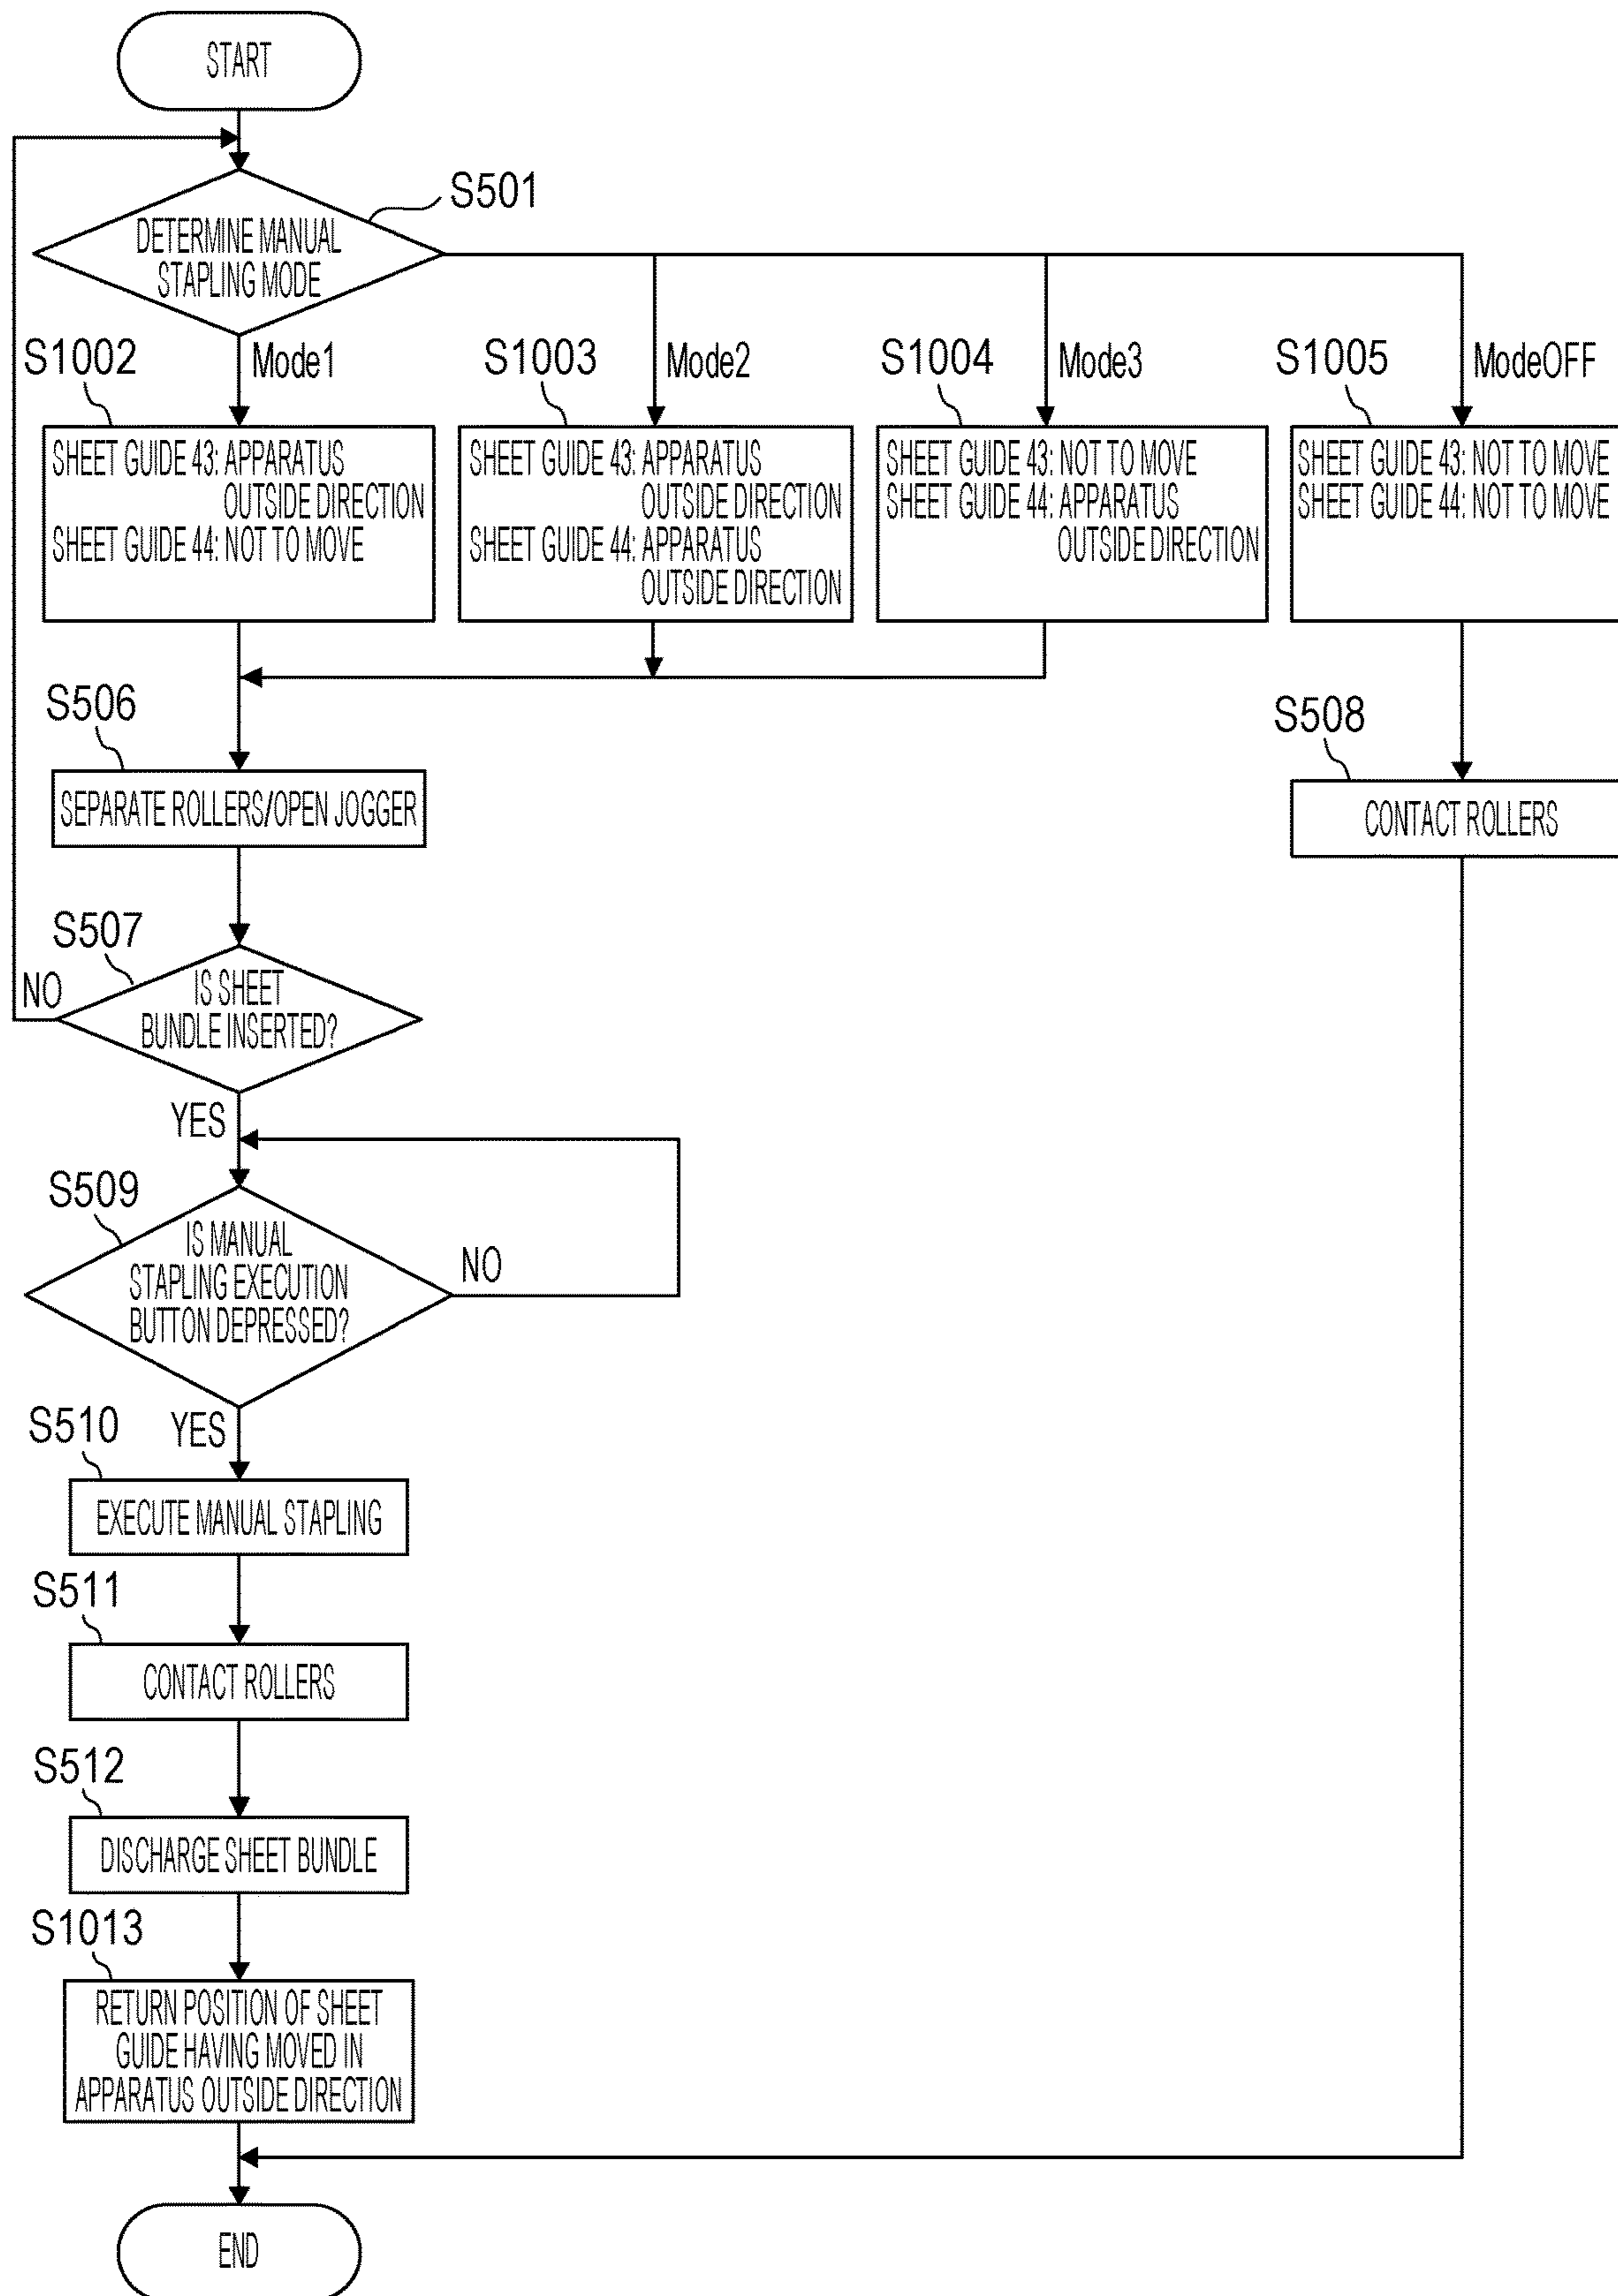 START
S501
DETERMINE MANUAL
STAPLING MODE
S1002
Mode1
S1003
Mode2
S1004
Mode3
S1005
ModeOFF
SHEET GUIDE 43: APPARATUS
OUTSIDE DIRECTION
SHEET GUIDE 44: NOT TO MOVE
SHEET GUIDE 43: APPARATUS
OUTSIDE DIRECTION
SHEET GUIDE 44: APPARATUS
OUTSIDE DIRECTION
SHEET GUIDE 43: NOT TO MOVE
SHEET GUIDE 44: APPARATUS
OUTSIDE DIRECTION
SHEET GUIDE 43: NOT TO MOVE
SHEET GUIDE 44: NOT TO MOVE
S506
SEPARATE ROLLERS/OPEN JOGGER
S508
CONTACT ROLLERS
S507
NO
IS SHEET
BUNDLE INSERTED?
YES
S509
IS MANUAL
STAPLING EXECUTION
BUTTON DEPRESSED?
NO
YES
S510
EXECUTE MANUAL STAPLING
S511
CONTACT ROLLERS
S512
DISCHARGE SHEET BUNDLE
S1013
RETURN POSITION OF SHEET
GUIDE HAVING MOVED IN
APPARATUS OUTSIDE DIRECTION
END